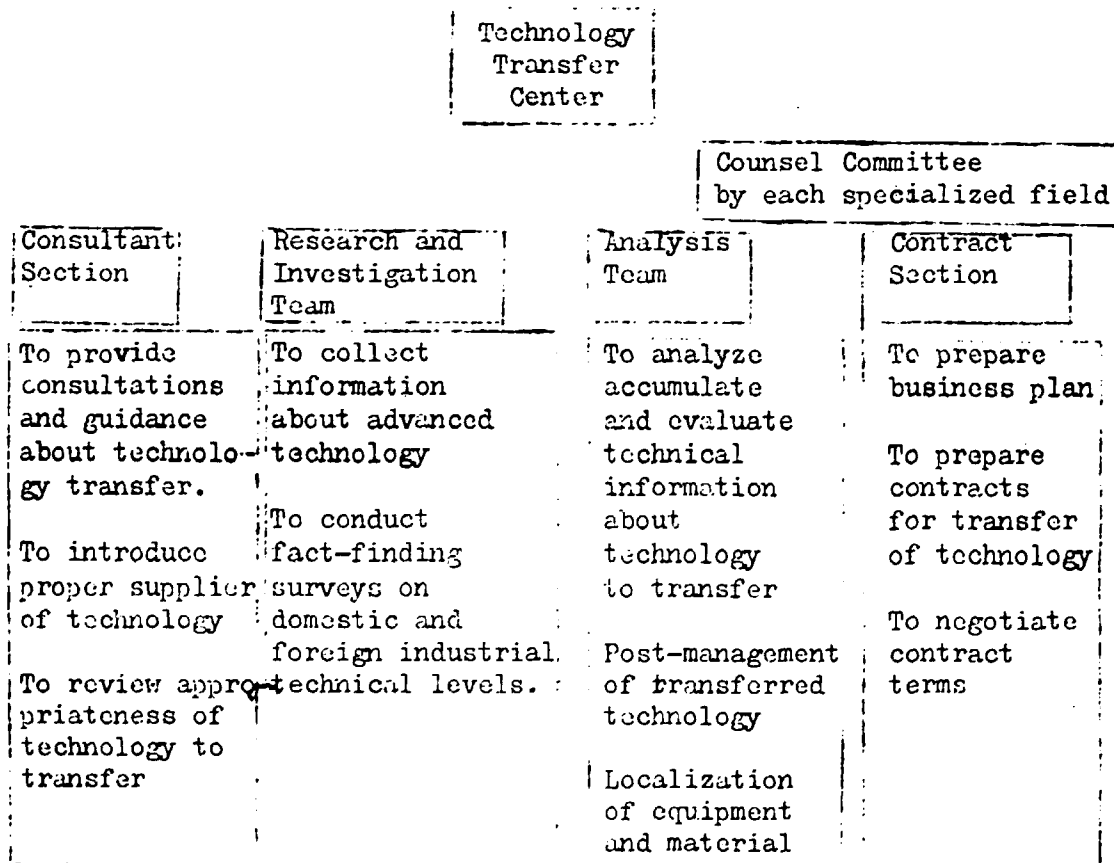 Technology
Transfer
Center
Counsel Committee
by each specialized field
Consultant
Section
Research and
Investigation
Team
Analysis
Team
Contract
Section
To provide
consultations
and guidance
about technolo-
gy transfer.
To introduce
proper supplier
of technology
To review appro-
priateness of
technology to
transfer
To collect
information
about advanced
technology
To conduct
fact-finding
surveys on
domestic and
foreign industrial
technical levels.
To analyze
accumulate
and evaluate
technical
information
about
technology
to transfer
Post-management
of transferred
technology
Localization
of equipment
and material
To prepare
business plan
To prepare
contracts
for transfer
of technology
To negotiate
contract
terms